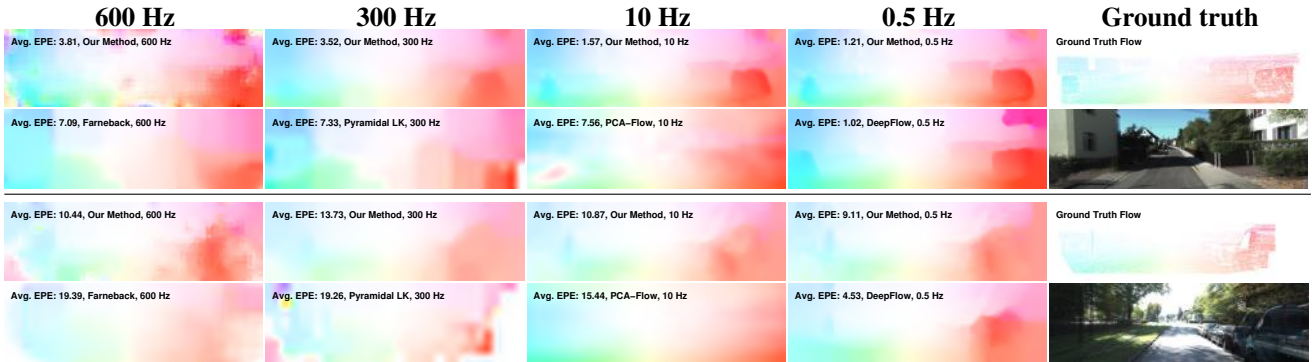 600 Hz 300 Hz 10 Hz 0.5 Hz Ground truth
Avg. EPE: 3.81, Our Method, 600 Hz Avg. EPE: 3.52, Our Method, 300 Hz Avg. EPE: 1.57, Our Method, 10 Hz Avg. EPE: 1.21, Our Method, 0.5 Hz Ground Truth Flow
Avg. EPE: 7.09, Farneback, 600 Hz Avg. EPE: 7.33, Pyramidal LK, 300 Hz Avg. EPE: 7.56, PCA−Flow, 10 Hz Avg. EPE: 1.02, DeepFlow, 0.5 Hz
Avg. EPE: 10.44, Our Method, 600 Hz Avg. EPE: 13.73, Our Method, 300 Hz Avg. EPE: 10.87, Our Method, 10 Hz Avg. EPE: 9.11, Our Method, 0.5 Hz Ground Truth Flow
Avg. EPE: 19.39, Farneback, 600 Hz Avg. EPE: 19.26, Pyramidal LK, 300 Hz Avg. EPE: 15.44, PCA−Flow, 10 Hz Avg. EPE: 4.53, DeepFlow, 0.5 Hz